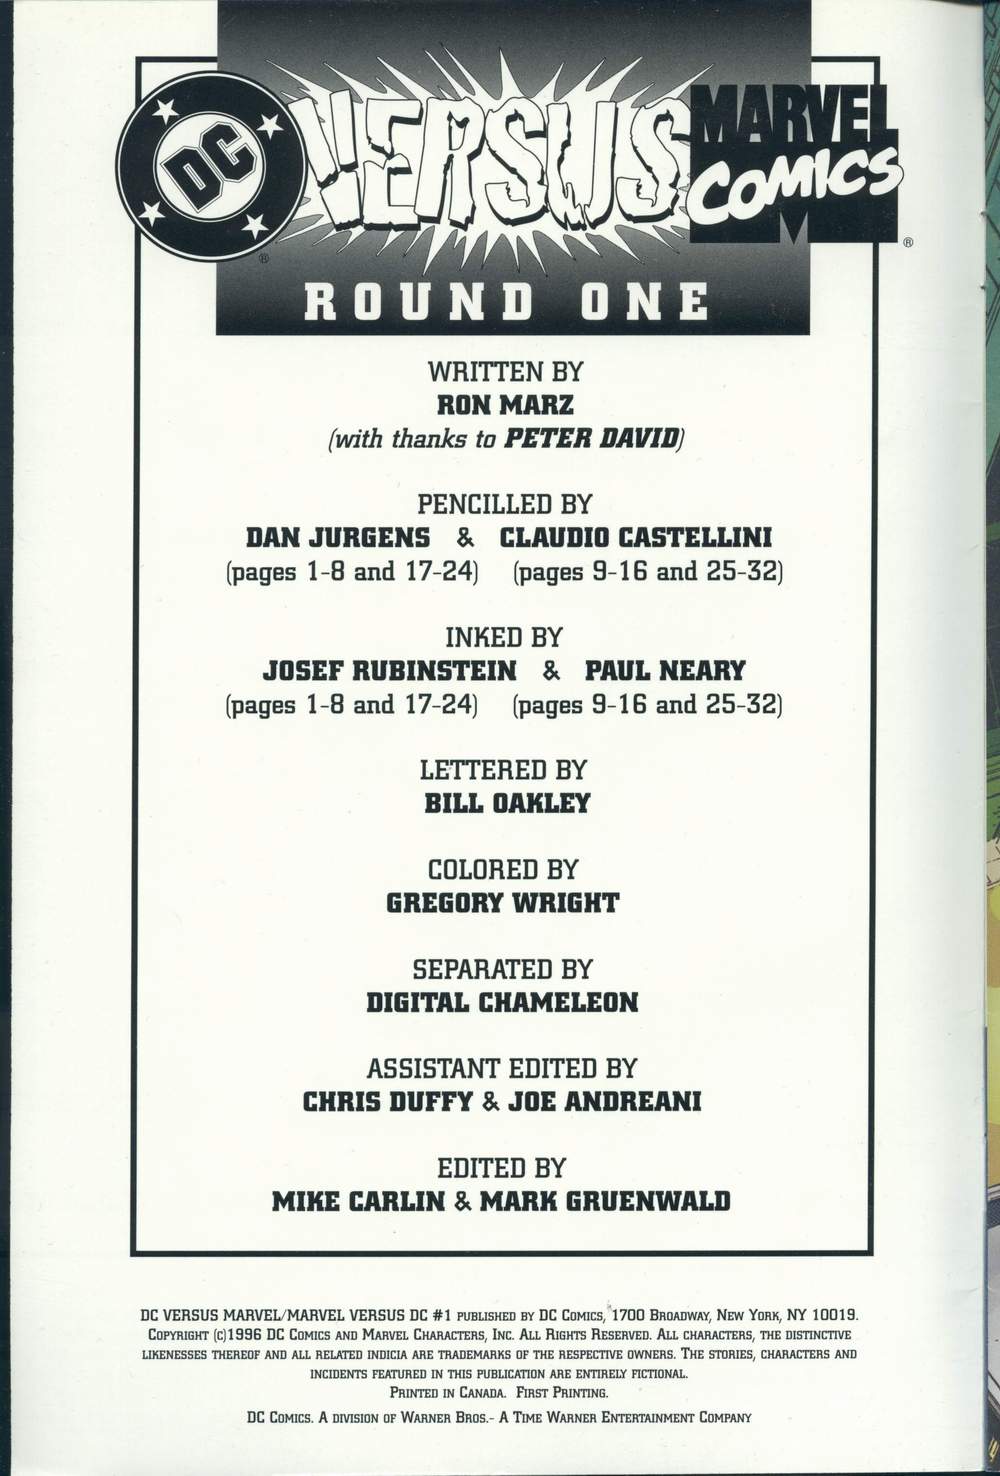 DC VERSUS MARVEL COMICS
®
®
ROUND ONE
WRITTEN BY
RON MARZ
(with thanks to PETER DAVID)
PENCILLED BY
DAN JURGENS & CLAUDIO CASTELLINI
(pages 1-8 and 17-24) (pages 9-16 and 25-32)
INKED BY
JOSEF RUBINSTEIN & PAUL NEARY
(pages 1-8 and 17-24) (pages 9-16 and 25-32)
LETTERED BY
BILL OAKLEY
COLORED BY
GREGORY WRIGHT
SEPARATED BY
DIGITAL CHAMELEON
ASSISTANT EDITED BY
CHRIS DUFFY & JOE ANDREANI
EDITED BY
MIKE CARLIN & MARK GRUENWALD
DC VERSUS MARVEL/MARVEL VERSUS DC #1 PUBLISHED BY DC COMICS, 1700 BROADWAY, NEW YORK, NY 10019.
COPYRIGHT (C)1996 DC COMICS AND MARVEL CHARACTERS, INC. ALL RIGHTS RESERVED. ALL CHARACTERS, THE DISTINCTIVE
LIKENESSES THEREOF AND ALL RELATED INDICIA ARE TRADEMARKS OF THE RESPECTIVE OWNERS. THE STORIES, CHARACTERS AND
INCIDENTS FEATURED IN THIS PUBLICATION ARE ENTIRELY FICTIONAL.
PRINTED IN CANADA. FIRST PRINTING.
DC COMICS. A DIVISION OF WARNER BROS.- A TIME WARNER ENTERTAINMENT COMPANY